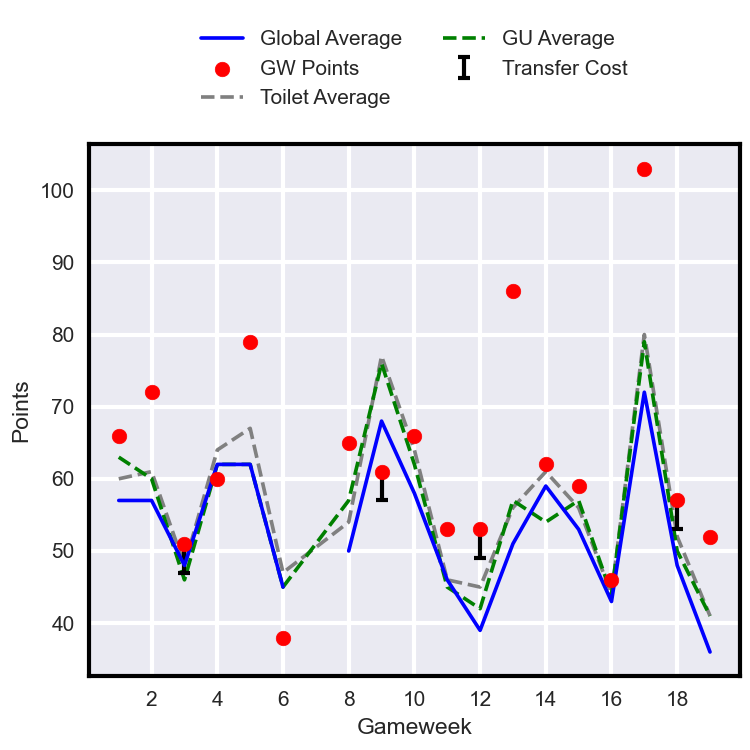 Global Average GU Average
GW Points Transfer Cost
Toilet Average
100
90
80
70
60
50
40
Points
2 4 6 8 10 12 14 16 18
Gameweek